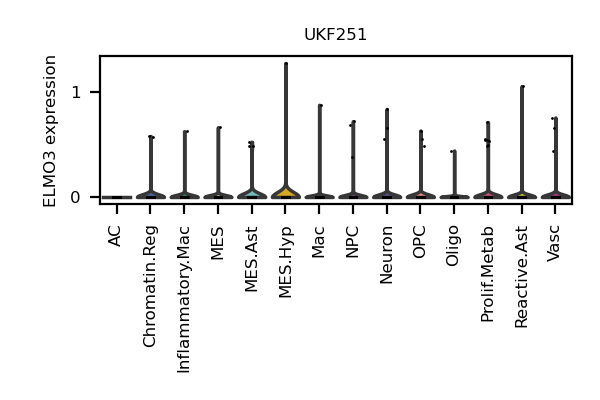 UKF251
ELMO3 expression
1
0
AC
Chromatin.Reg
Inflammatory.Mac
MES
MES.Ast
MES.Hyp
Mac
NPC
Neuron
OPC
Oligo
Prolif.Metab
Reactive.Ast
Vasc